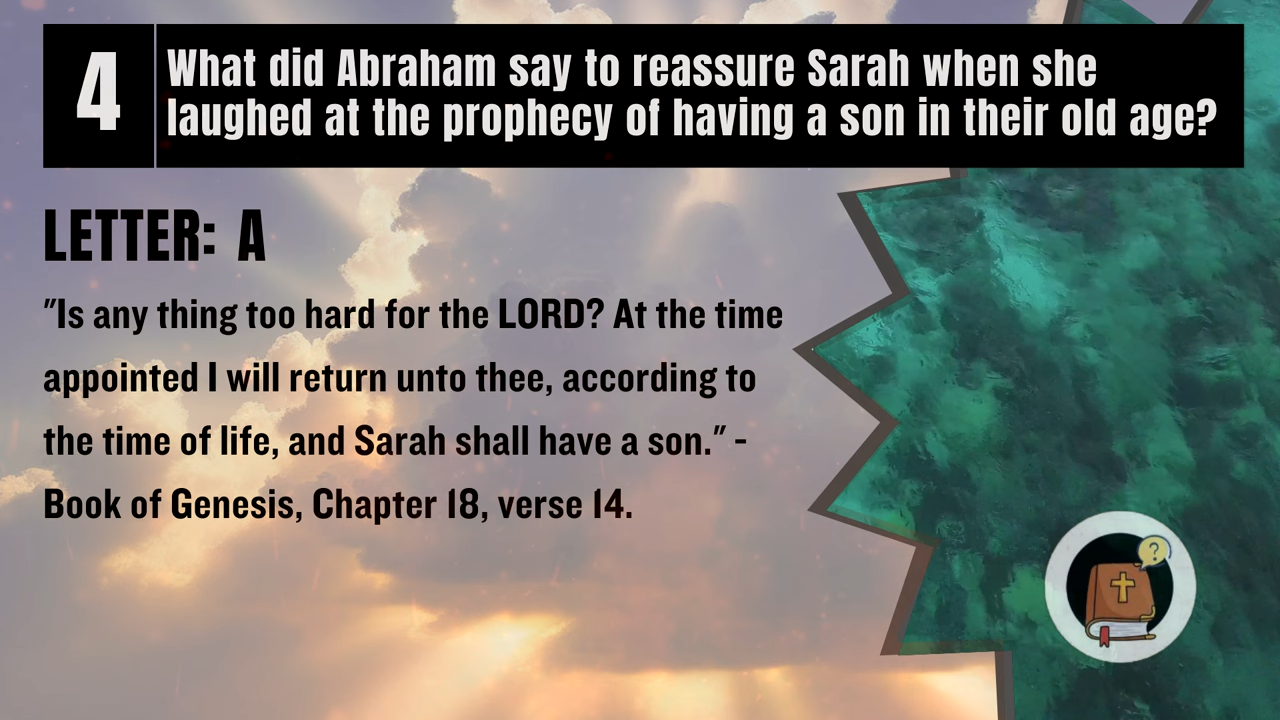 4
What did Abraham say to reassure Sarah when she
laughed at the prophecy of having a son in their old age?
LETTER: A
"Is any thing too hard for the LORD? At the time
appointed I will return unto thee, according to
the time of life, and Sarah shall have a son." -
Book of Genesis, Chapter 18, verse 14.
?